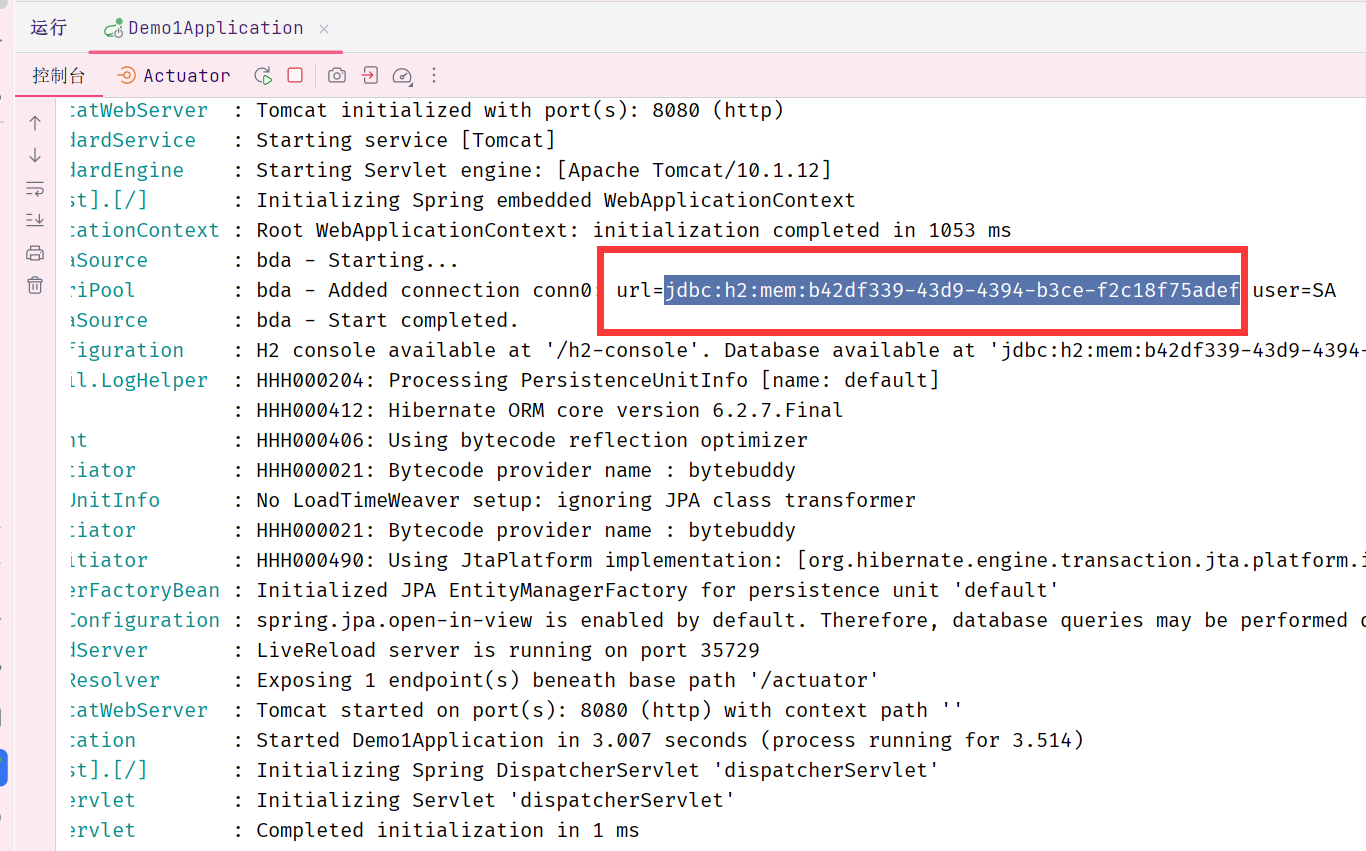 运行 Demo1Application ×
控制台 Actuator
catWebServer : Tomcat initialized with port(s): 8080 (http)
dardService : Starting service [Tomcat]
dardEngine : Starting Servlet engine: [Apache Tomcat/10.1.12]
st].[/] : Initializing Spring embedded WebApplicationContext
cationContext : Root WebApplicationContext: initialization completed in 1053 ms
aSource : bda - Starting...
riPool : bda - Added connection conn0: url=jdbc:h2:mem:b42df339-43d9-4394-b3ce-f2c18f75adef user=SA
aSource : bda - Start completed.
figuration : H2 console available at '/h2-console'. Database available at 'jdbc:h2:mem:b42df339-43d9-4394-
il.LogHelper : HHH000204: Processing PersistenceUnitInfo [name: default]
: HHH000412: Hibernate ORM core version 6.2.7.Final
nt : HHH000406: Using bytecode reflection optimizer
tiator : HHH000021: Bytecode provider name : bytebuddy
UnitInfo : No LoadTimeWeaver setup: ignoring JPA class transformer
tiator : HHH000021: Bytecode provider name : bytebuddy
itiator : HHH000490: Using JtaPlatform implementation: [org.hibernate.engine.transaction.jta.platform.i
erFactoryBean : Initialized JPA EntityManagerFactory for persistence unit 'default'
Configuration : spring.jpa.open-in-view is enabled by default. Therefore, database queries may be performed d
dServer : LiveReload server is running on port 35729
Resolver : Exposing 1 endpoint(s) beneath base path '/actuator'
catWebServer : Tomcat started on port(s): 8080 (http) with context path ''
cation : Started Demo1Application in 3.007 seconds (process running for 3.514)
st].[/] : Initializing Spring DispatcherServlet 'dispatcherServlet'
ervlet : Initializing Servlet 'dispatcherServlet'
ervlet : Completed initialization in 1 ms